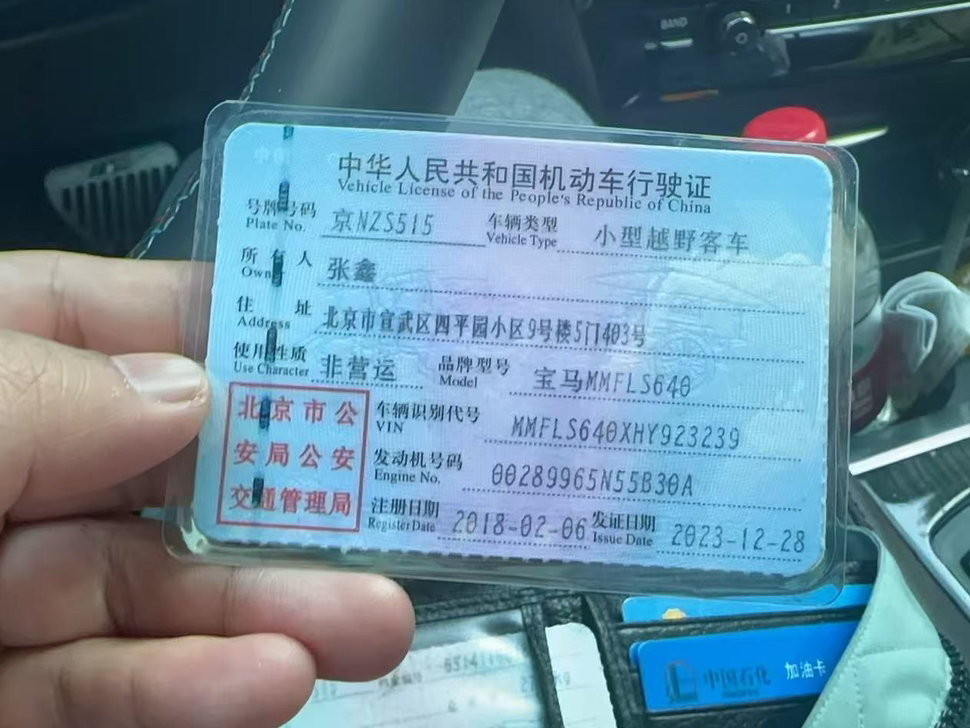 BAND
中华人民共和国机动车行驶证
Vehicle License of the People's Republic of China
号牌号码 京NZS515 车辆类型 小型越野客车
Plate No. Vehicle Type
所有人 张鑫
Owner
住址 北京市宣武区四平园小区9号楼5门403号
Address
使用性质 非营运 品牌型号 宝马MMFLS640
Use Character Model
北京市公
安局公安
交通管理局
车辆识别代号 MMFLS640XHY923239
VIN
发动机号码 00289965N55B30A
Engine No.
注册日期 2018-02-06 发证日期 2023-12-28
Register Date Issue Date
中国石化 加油卡